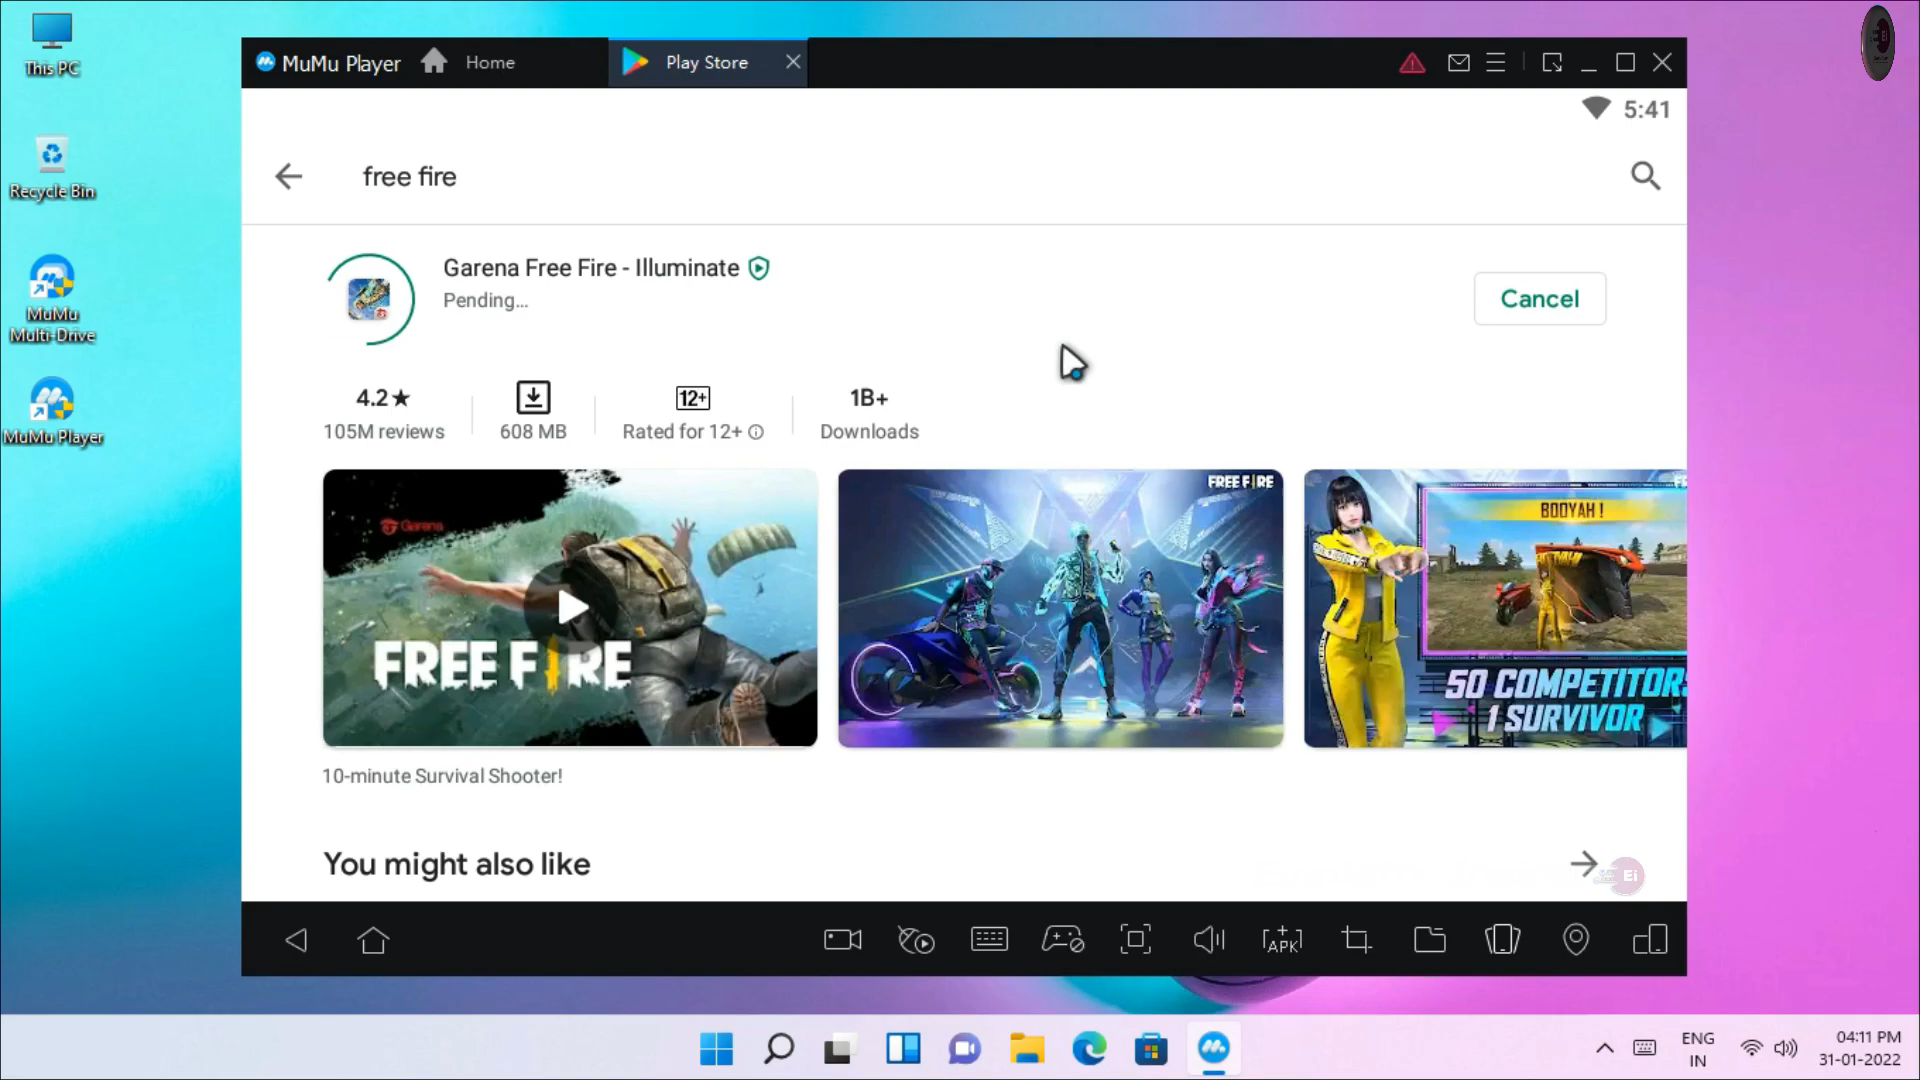 This PC
Recycle Bin
MuMu
Multi-Drive
MuMu Player
MuMu Player
Home
Play Store
5:41
free fire
Garena Free Fire - Illuminate
Pending...
Cancel
4.2★
105M reviews
608 MB
12+
Rated for 12+
1B+
Downloads
Garena
FREE FIRE
FREE FIRE
BOOYAH !
50 COMPETITORS
1 SURVIVOR
10-minute Survival Shooter!
You might also like
Ei
APK
ENG
IN
04:11 PM
31-01-2022